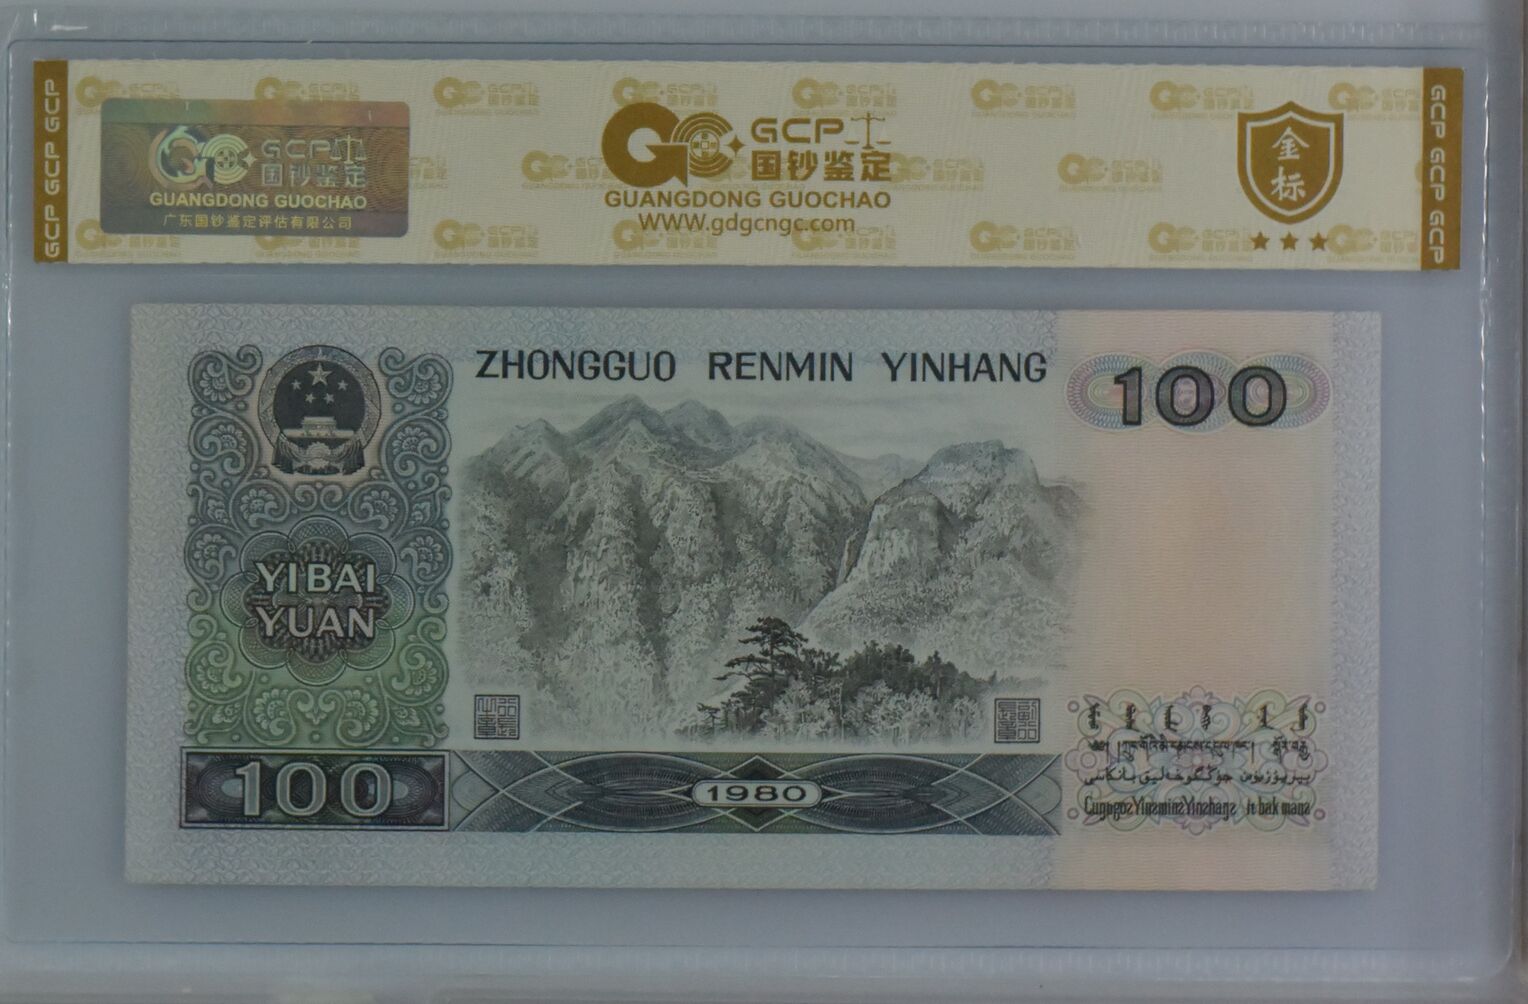 GCP GCP GCP
GCP
国钞鉴定
GUANGDONG GUOCHAO
广东国钞鉴定评估有限公司
GCP
国钞鉴定
GUANGDONG GUOCHAO
WWW.gdgcngc.com
金
标
GCP GCP GCP
ZHONGGUO RENMIN YINHANG
100
YIBAI
YUAN
100
1980